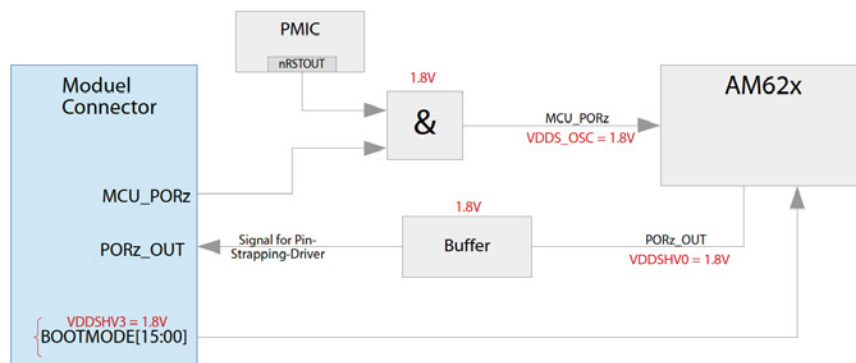 PMIC
nRSTOUT
Moduel
Connector
1.8V
&
MCU_PORz
VDDS_OSC = 1.8V
AM62x
MCU_PORz
1.8V
PORz_OUT
Signal for Pin-
Strapping-Driver
Buffer
PORz_OUT
VDDSHV0 = 1.8V
VDDSHV3 = 1.8V
BOOTMODE[15:00]